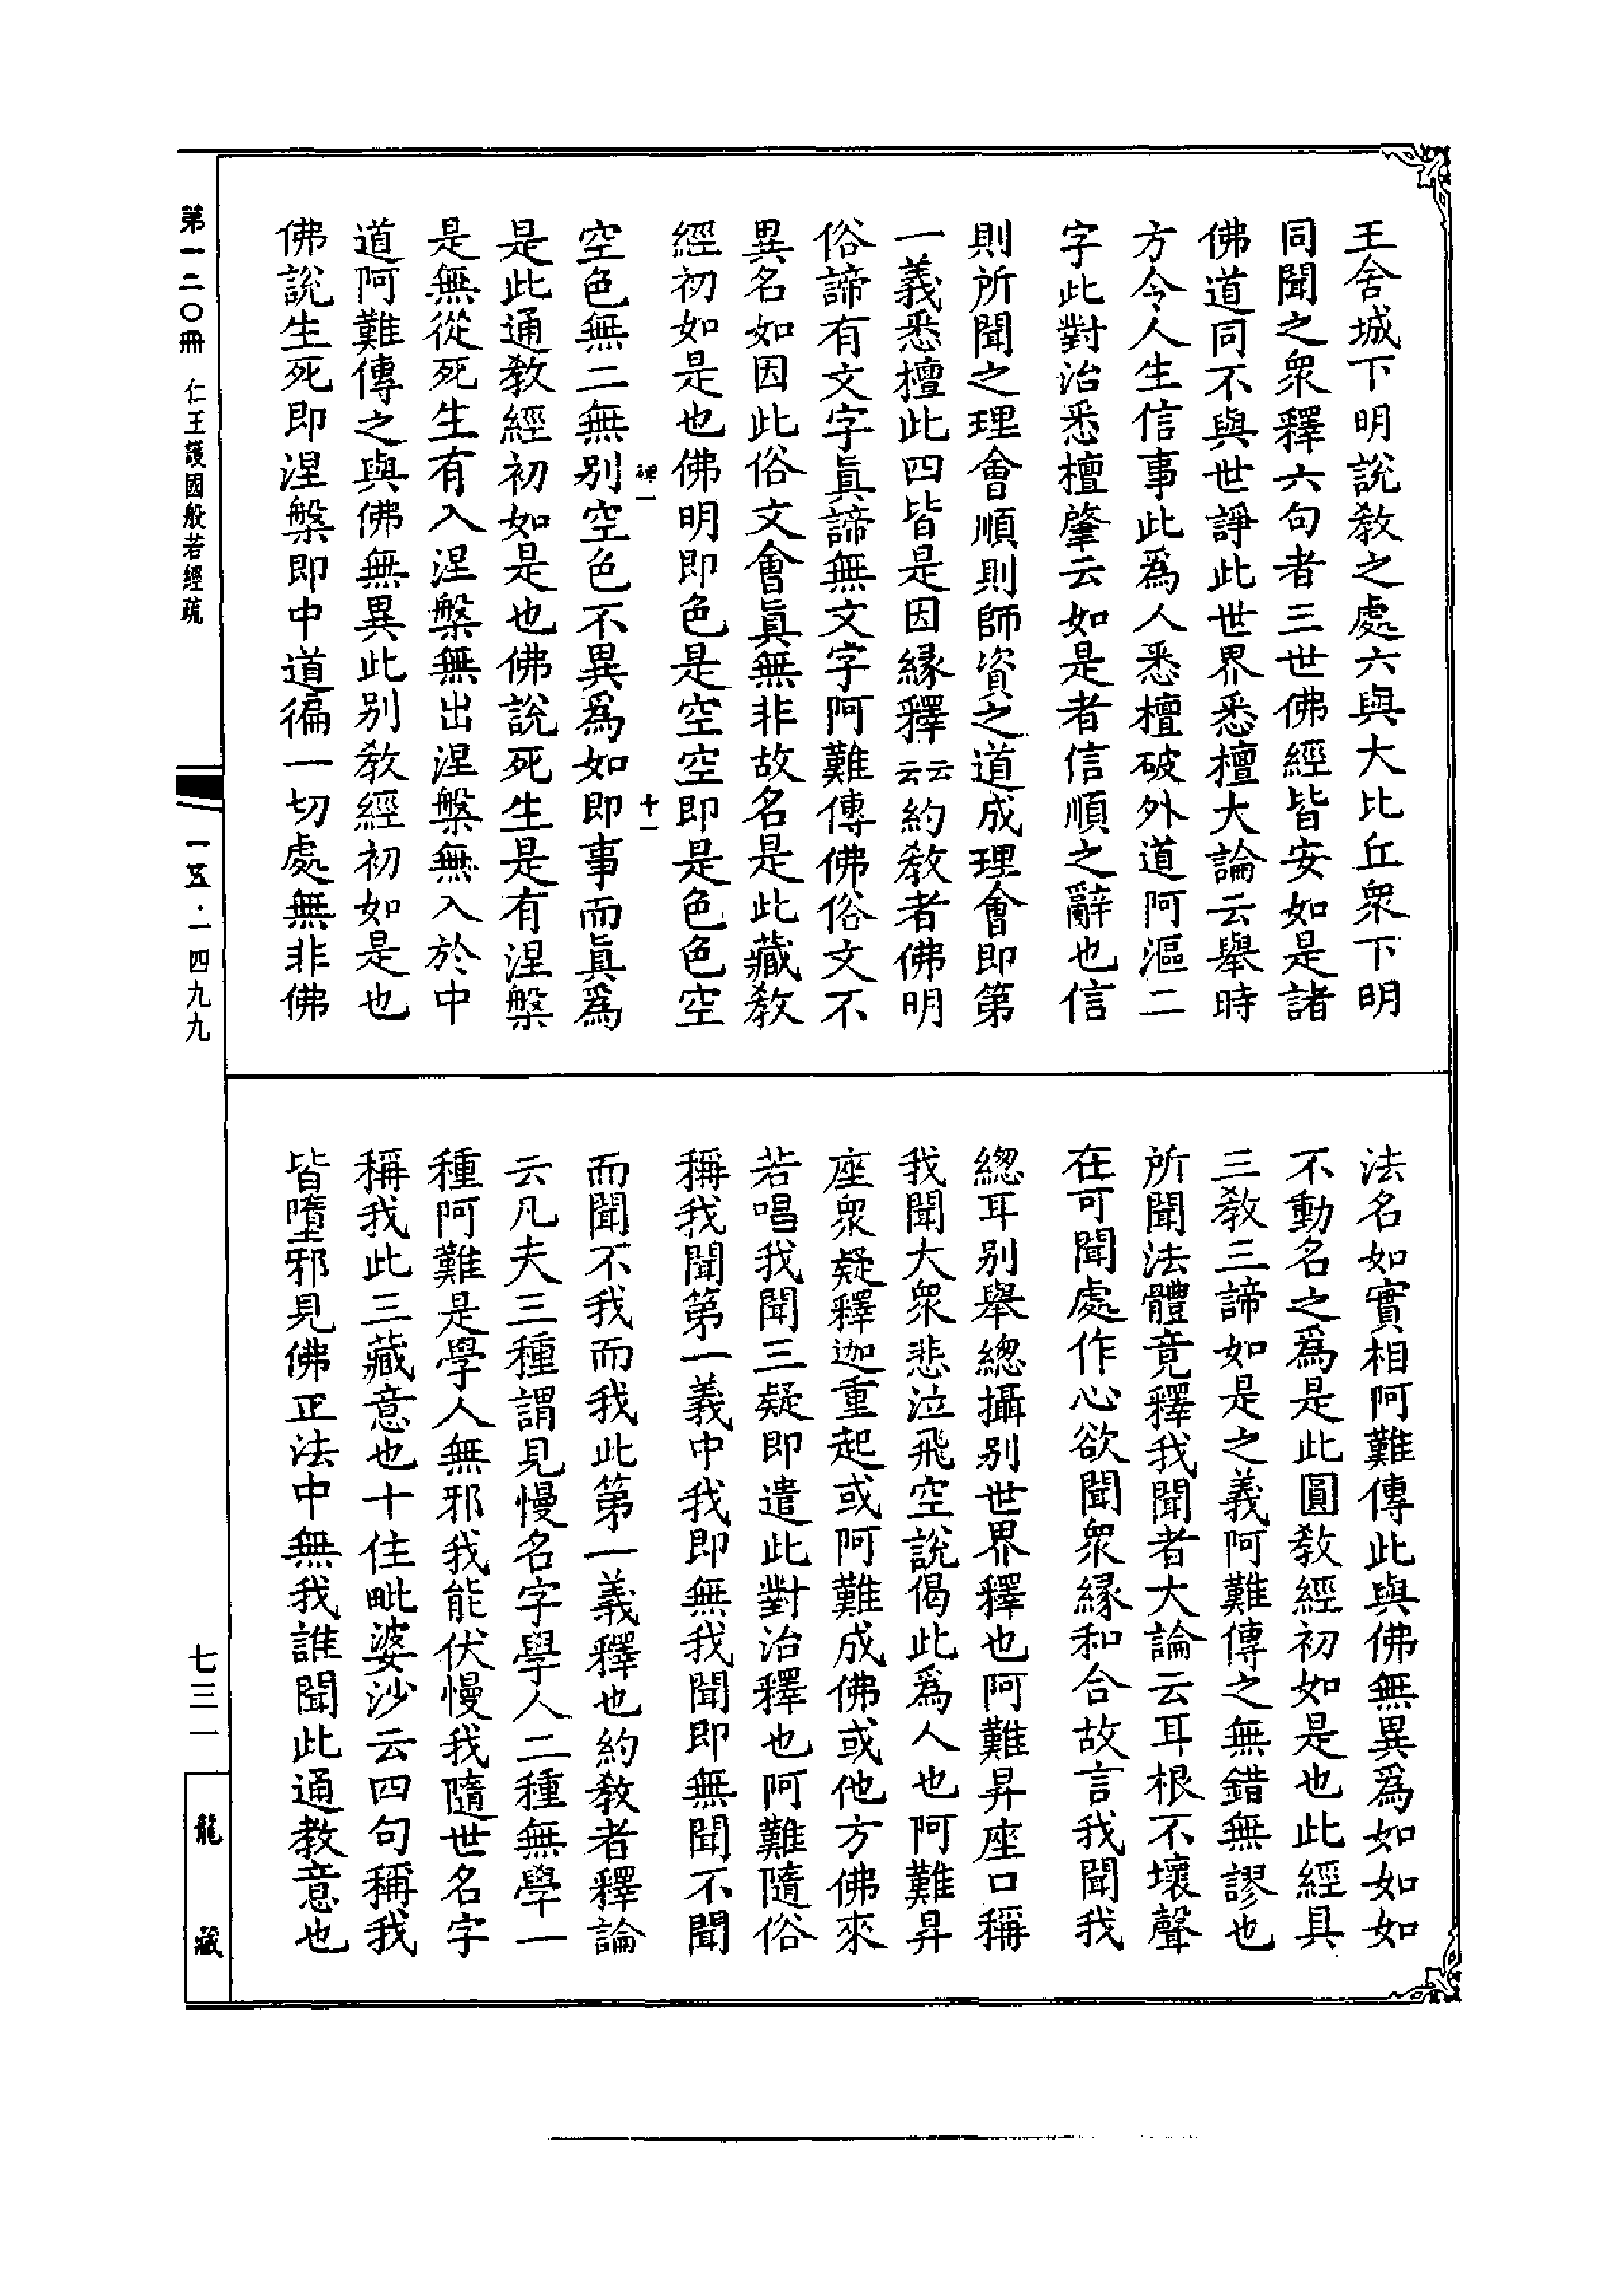 王舍城下明說教之處六與大比丘衆下明
同聞之衆釋六句者三世佛經皆安如是諸
佛道同不與世諍此世界悉檀大論云舉時
方令人生信事此爲人悉檀破外道阿漚二
字此對治悉檀肇云如是者信順之辭也信
則所聞之理會順則師資之道成理會即第
一義悉檀此四皆是因緣釋云云約教者佛明
俗諦有文字眞諦無文字阿難傳佛俗文不
異名如因此俗文會眞無非故名是此藏教
經初如是也佛明即色是空空即是色色空
十一
空色無二無別空色不異爲如即事而眞爲
是此通教經初如是也佛說死生是有涅槃
是無從死生有入涅槃無出涅槃無入於中
道阿難傳之與佛無異此別教經初如是也
佛說生死即涅槃即中道徧一切處無非佛
法名如實相阿難傳此與佛無異爲如如如
不動名之爲是此圓教經初如是也此經具
三教三諦如是之義阿難傳之無錯無謬也
所聞法體竟釋我聞者大論云耳根不壞聲
在可聞處作心欲聞衆緣和合故言我聞我
總耳別舉總攝別世界釋也阿難昇座口稱
我聞大衆悲泣飛空說偈此爲人也阿難昇
座衆疑釋迦重起或阿難成佛或他方佛來
若唱我聞三疑即遣此對治釋也阿難隨俗
稱我聞第一義中我即無我聞即無聞不聞
而聞不我而我此第一義釋也約教者釋論
云凡夫三種謂見慢名字學人二種無學一
種阿難是學人無邪我能伏慢我隨世名字
稱我此三藏意也十住毗婆沙云四句稱我
皆墮邪見佛正法中無我誰聞此通教意也
第一二〇冊 仁王護國般若經疏
一五·一四九九
七三一
龍藏